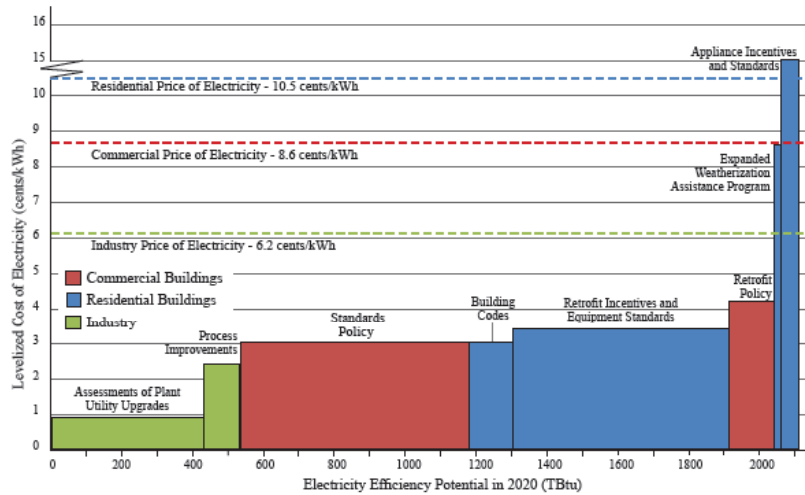 16
15
10
9
8
7
6
5
4
3
2
1
0
Levelized Cost of Electricity (cents/kWh)
Appliance Incentives
and Standards
Residential Price of Electricity - 10.5 cents/kWh
Commercial Price of Electricity - 8.6 cents/kWh
Expanded
Weatherization
Assistance Program
Industry Price of Electricity - 6.2 cents/kWh
Commercial Buildings
Residential Buildings
Industry
Retrofit
Policy
Building
Codes
Retrofit Incentives and
Equipment Standards
Standards
Policy
Process
Improvements
Assessments of Plant
Utility Upgrades
0 200 400 600 800 1000 1200 1400 1600 1800 2000
Electricity Efficiency Potential in 2020 (TBtu)